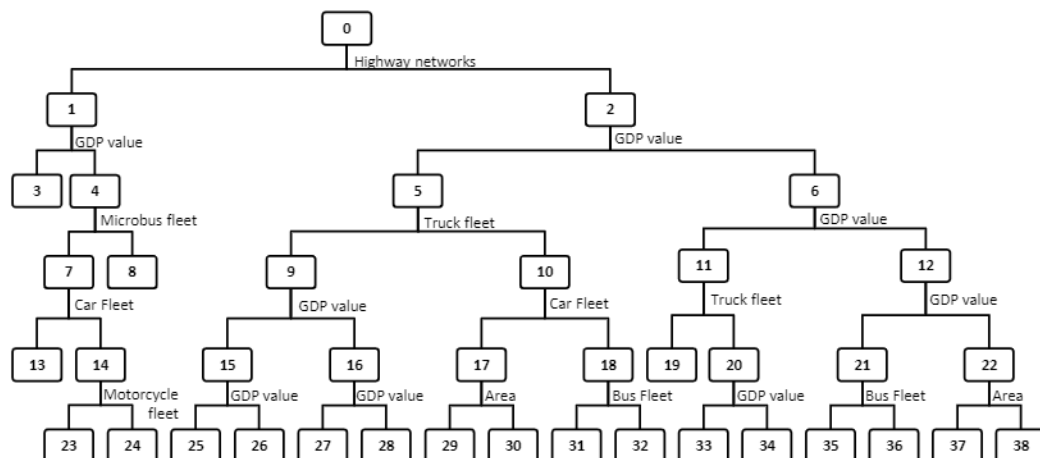 0
Highway networks
1
2
GDP value
GDP value
3
4
5
6
Microbus fleet
Truck fleet
GDP value
7
8
9
10
11
12
Car Fleet
GDP value
Car Fleet
Truck fleet
GDP value
13
14
15
16
17
18
19
20
21
22
Motorcycle
fleet
GDP value
GDP value
Area
Bus Fleet
GDP value
Bus Fleet
Area
23
24
25
26
27
28
29
30
31
32
33
34
35
36
37
38